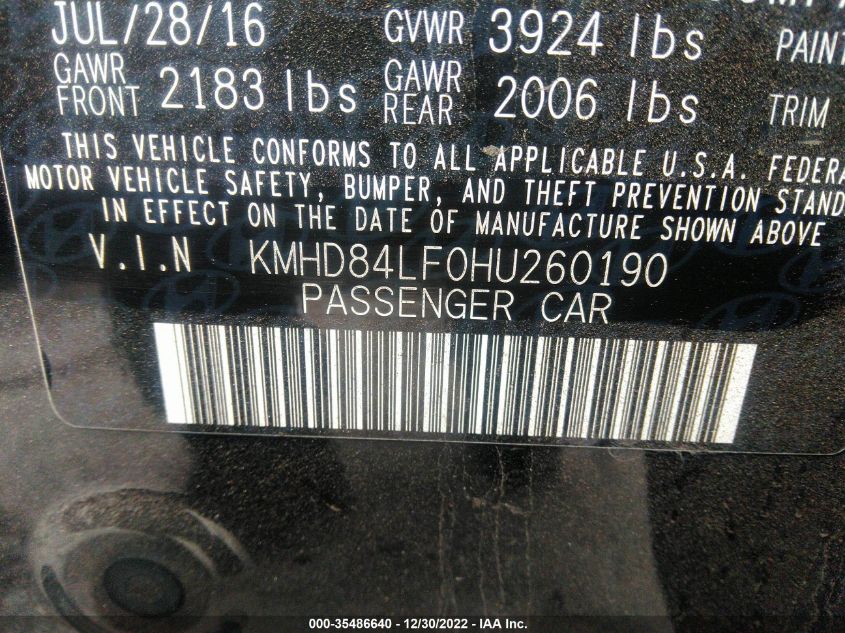 JUL/28/16 GVWR 3924 lbs PAINT
GAWR FRONT 2183 lbs GAWR REAR 2006 lbs TRIM
THIS VEHICLE CONFORMS TO ALL APPLICABLE U.S.A. FEDERA
MOTOR VEHICLE SAFETY, BUMPER, AND THEFT PREVENTION STAND
IN EFFECT ON THE DATE OF MANUFACTURE SHOWN ABOVE
V.I.N KMHD84LF0HU260190
PASSENGER CAR
000-35486640 - 12/30/2022 - IAA Inc.